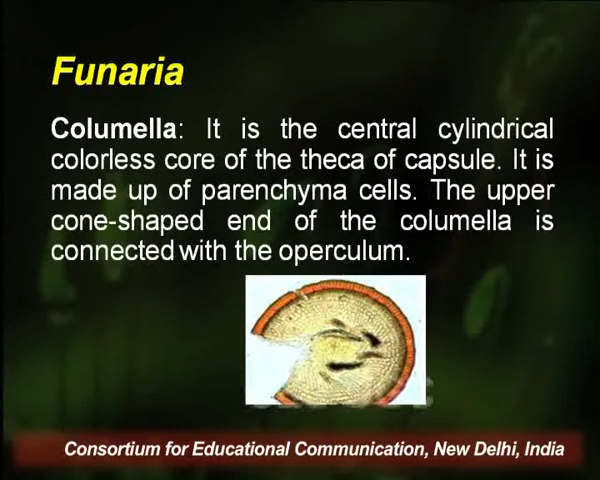 Funaria
Columella: It is the central cylindrical
colorless core of the theca of capsule. It is
made up of parenchyma cells. The upper
cone-shaped end of the columella is
connected with the operculum.
Consortium for Educational Communication, New Delhi, India